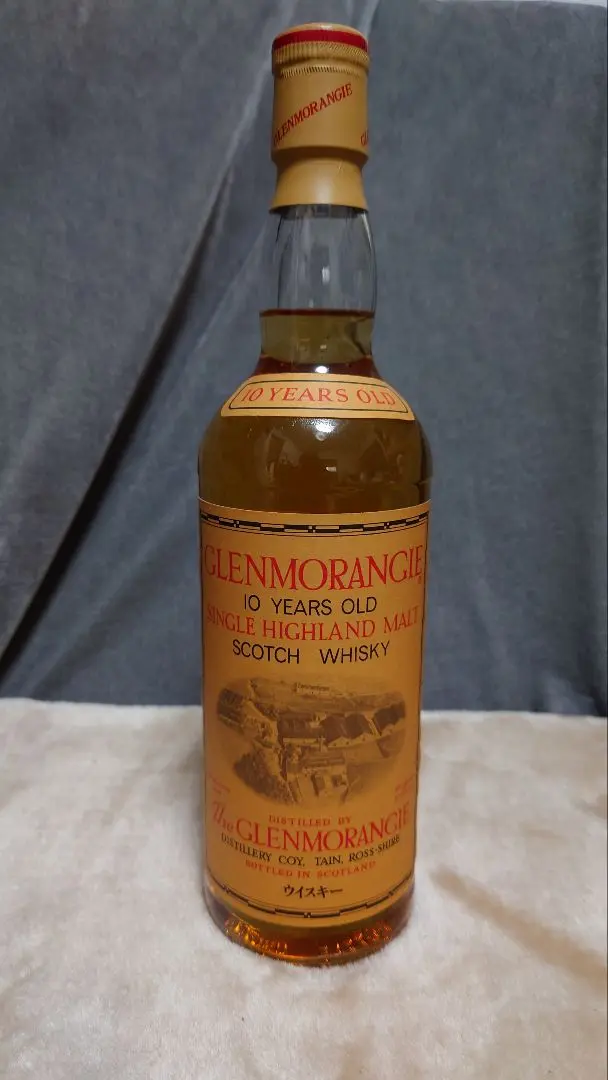 GLENMORANGIE
10 YEARS OLD
GLENMORANGIE
10 YEARS OLD
SINGLE HIGHLAND MALT
SCOTCH WHISKY
DISTILLED BY
The GLENMORANGIE
DISTILLERY COY, TAIN, ROSS-SHIRE
BOTTLED IN SCOTLAND
ウイスキー